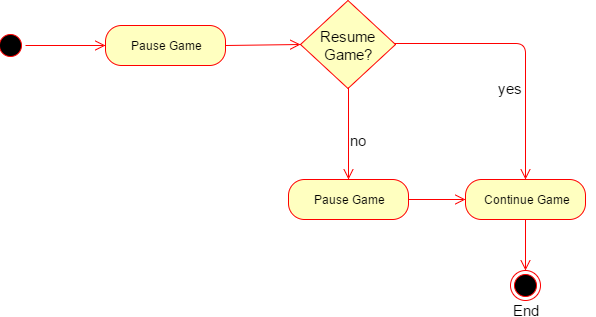 Pause Game
Resume
Game?
yes
no
Pause Game
Continue Game
End